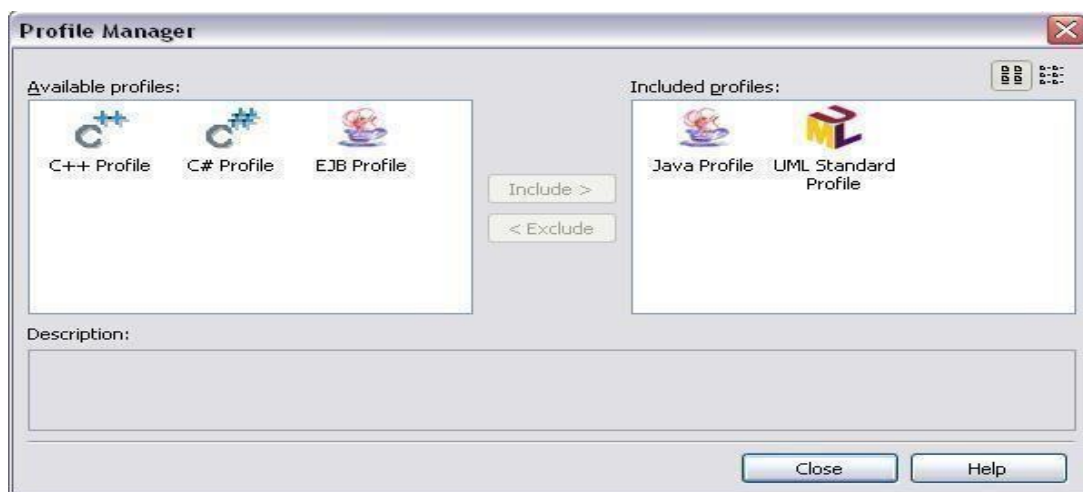 Profile Manager
Available profiles:
Included profiles:
C++
C++ Profile
C#
C# Profile
EJB Profile
Include >
< Exclude
Java Profile
UML
UML Standard
Profile
Description:
Close
Help